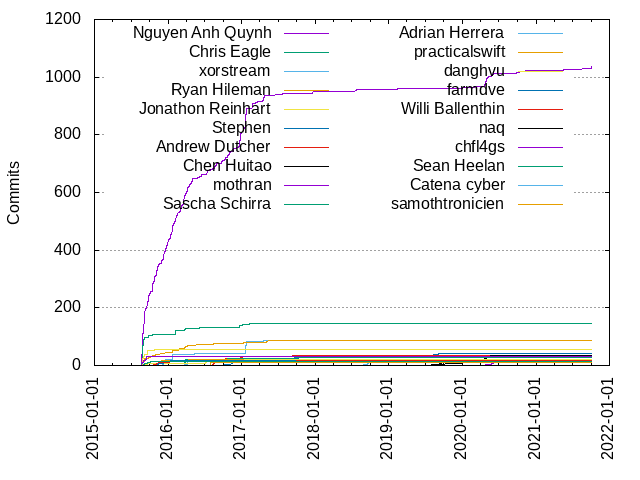 1200
1000
800
600
400
200
0
Commits
Nguyen Anh Quynh
Chris Eagle
xorstream
Ryan Hileman
Jonathon Reinhart
Stephen
Andrew Dutcher
Chen Huitao
mothran
Sascha Schirra
Adrian Herrera
practicalswift
danghvu
farmdve
Willi Ballenthin
naq
chfl4gs
Sean Heelan
Catena cyber
samothtronicien
2015-01-01
2016-01-01
2017-01-01
2018-01-01
2019-01-01
2020-01-01
2021-01-01
2022-01-01